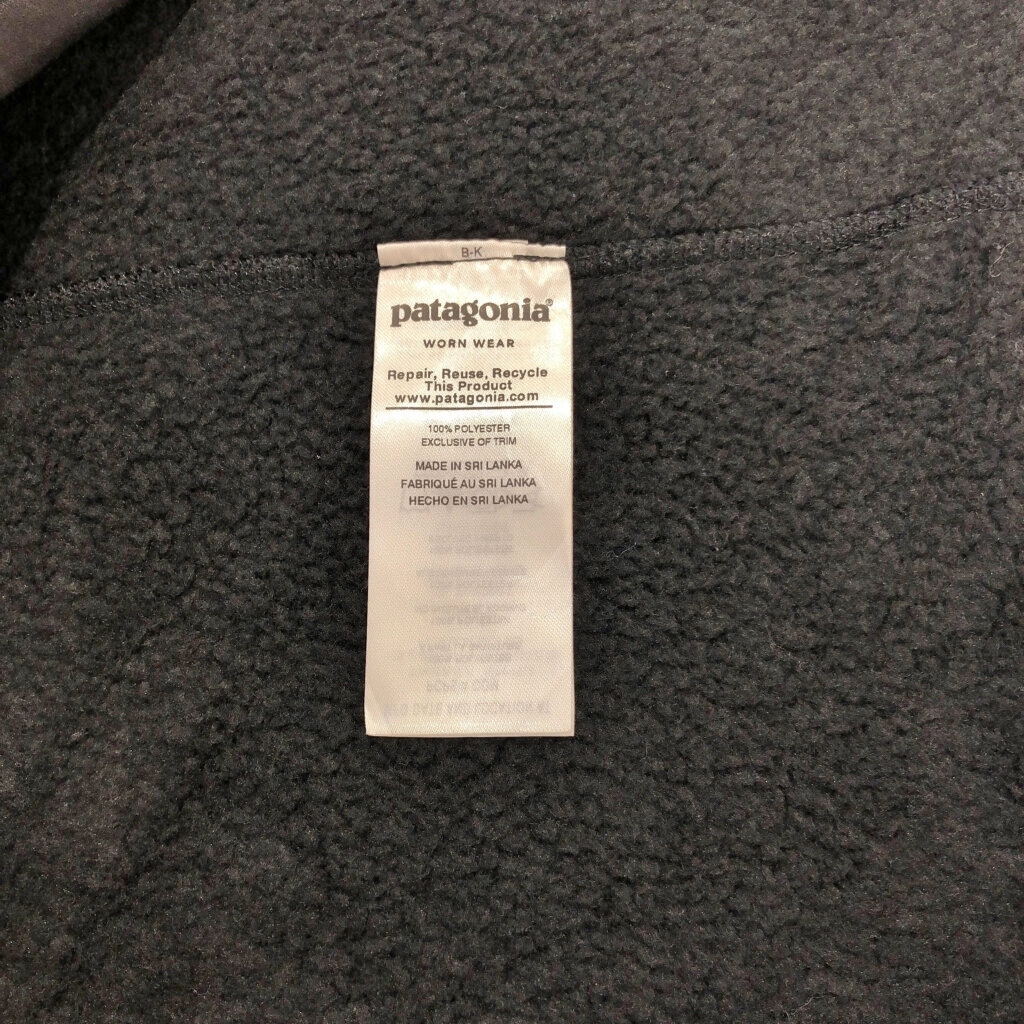 B-K
patagonia®
WORN WEAR
Repair, Reuse, Recycle
This Product
www.patagonia.com
100% POLYESTER
EXCLUSIVE OF TRIM
MADE IN SRI LANKA
FABRIQUÉ AU SRI LANKA
HECHO EN SRI LANKA